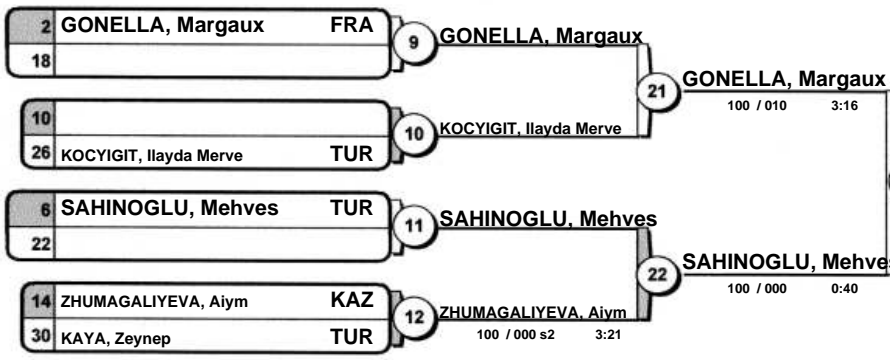 2 GONELLA, Margaux FRA
18
9 GONELLA, Margaux
21 GONELLA, Margaux
100 / 010 3:16
10
26 KOCYIGIT, Ilayda Merve TUR
10 KOCYIGIT, Ilayda Merve
6 SAHINOGLU, Mehves TUR
22
11 SAHINOGLU, Mehves
22 SAHINOGLU, Mehves
100 / 000 0:40
14 ZHUMAGALIYEVA, Aiym KAZ
30 KAYA, Zeynep TUR
12 ZHUMAGALIYEVA, Aiym
100 / 000 s2 3:21